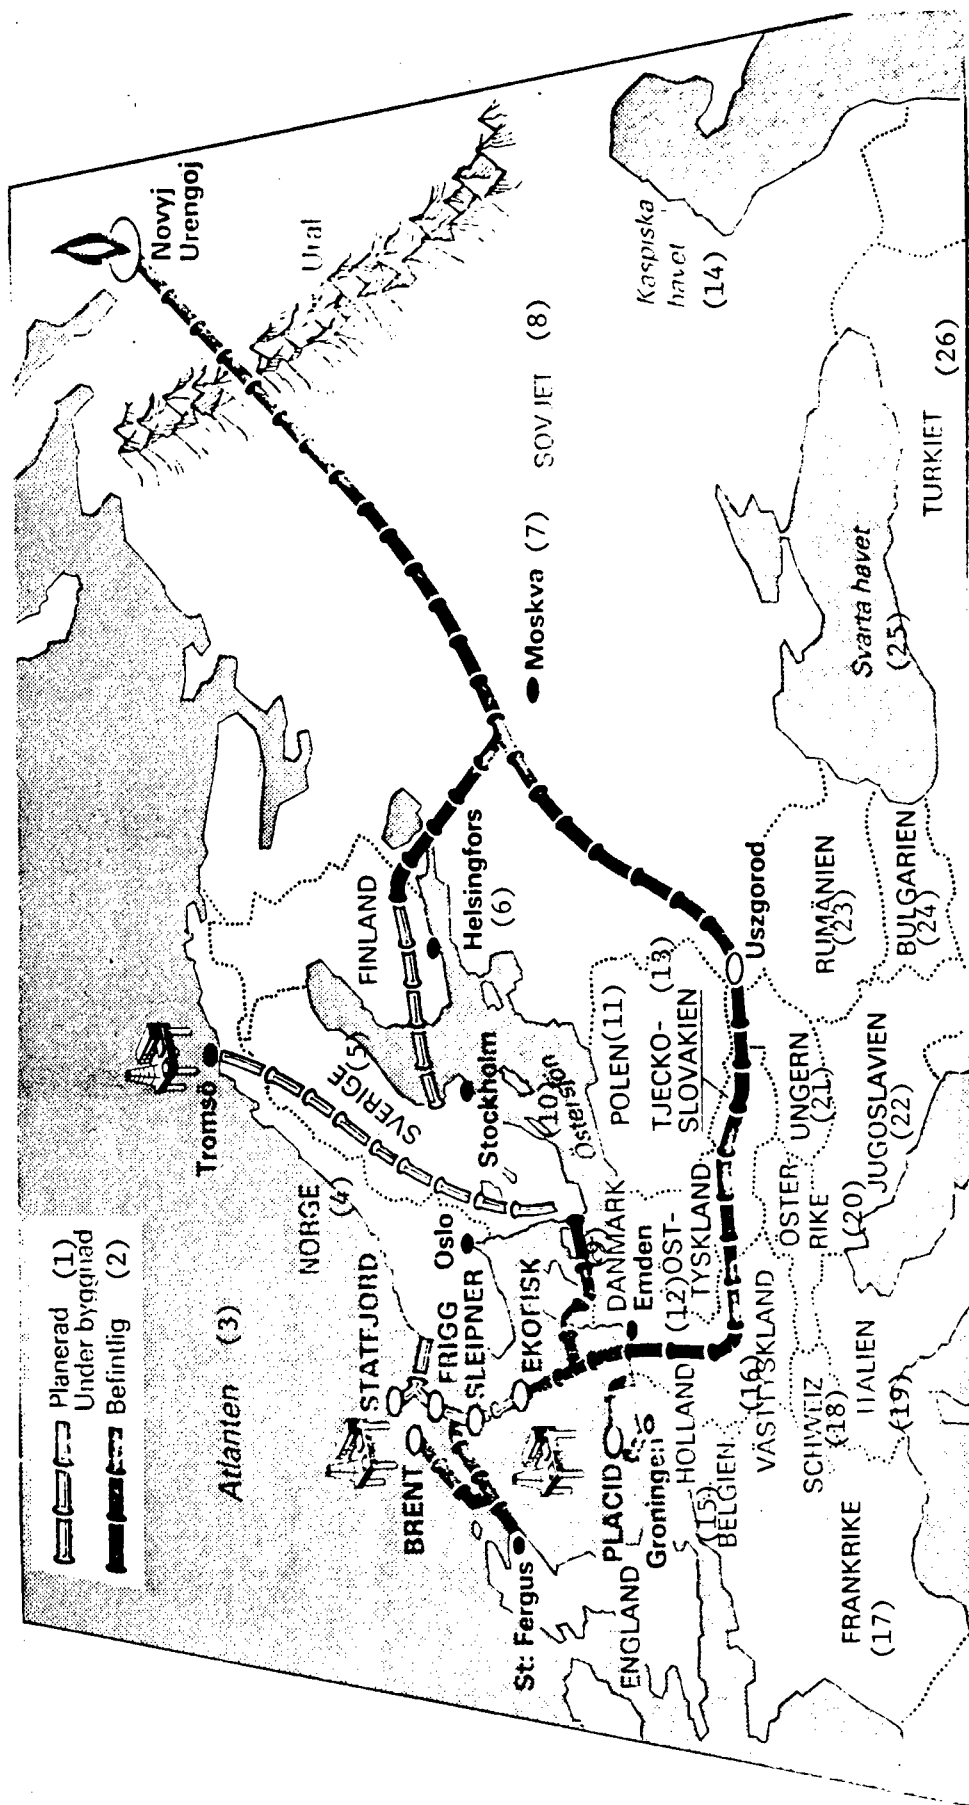 Planerad (1)
Under byggnad
Befintlig (2)
Atlanten (3)
Tromsö
NORGE
(4)
SVERIGE
(5)
FINLAND
Helsingfors
(6)
Stockholm
Oslo
STATFJORD
FRIGG
SLEIPNER
EKOFISK
BRENT
St: Fergus
PLACID
Groningen
ENGLAND
Novyj
Urengoj
Ural
Moskva (7)
SOVJET (8)
DANMARK
(9)
Östersjön
(10)
POLEN (11)
Emden
(12) ÖST-
TYSKLAND
TJECKO- (13)
SLOVAKIEN
Uszgorod
Kaspiska
havet
(14)
HOLLAND
(15)
BELGIEN
(16)
VÄSTTYSKLAND
FRANKRIKE
(17)
SCHWEIZ
(18)
ITALIEN
(19)
ÖSTER-
RIKE
(20)
UNGERN
(21)
JUGOSLAVIEN
(22)
RUMÄNIEN
(23)
BULGARIEN
(24)
Svarta havet
(25)
TURKIET (26)